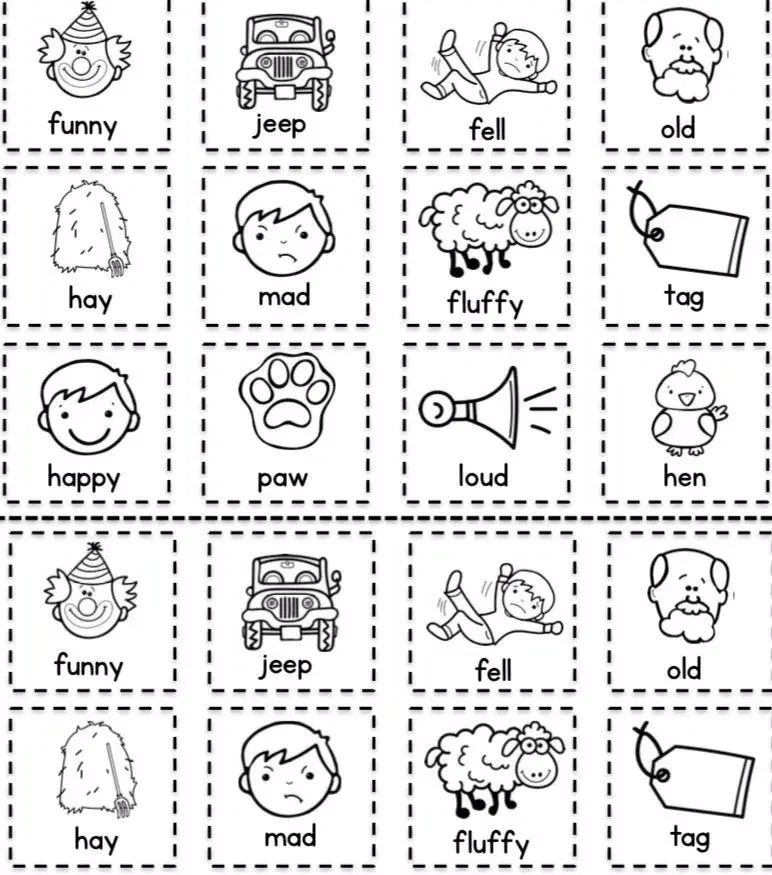 funny jeep fell old
hay mad fluffy tag
happy paw loud hen
funny jeep fell old
hay mad fluffy tag